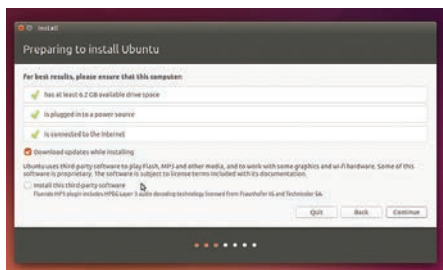 Install
Preparing to install Ubuntu
For best results, please ensure that this computer:
has at least 6.2 GB available drive space
is plugged in to a power source
is connected to the Internet
Download updates while installing
Ubuntu uses third-party software to play Flash, MP3 and other media, and to work with some graphics and wi-fi hardware. Some of this
software is proprietary. The software is subject to license terms included with its documentation.
Install this third-party software
Fluendo MP3 plugin includes MPEG Layer 3 audio decoding technology licensed from Fraunhofer IIS and Technicolor SA.
Quit Back Continue